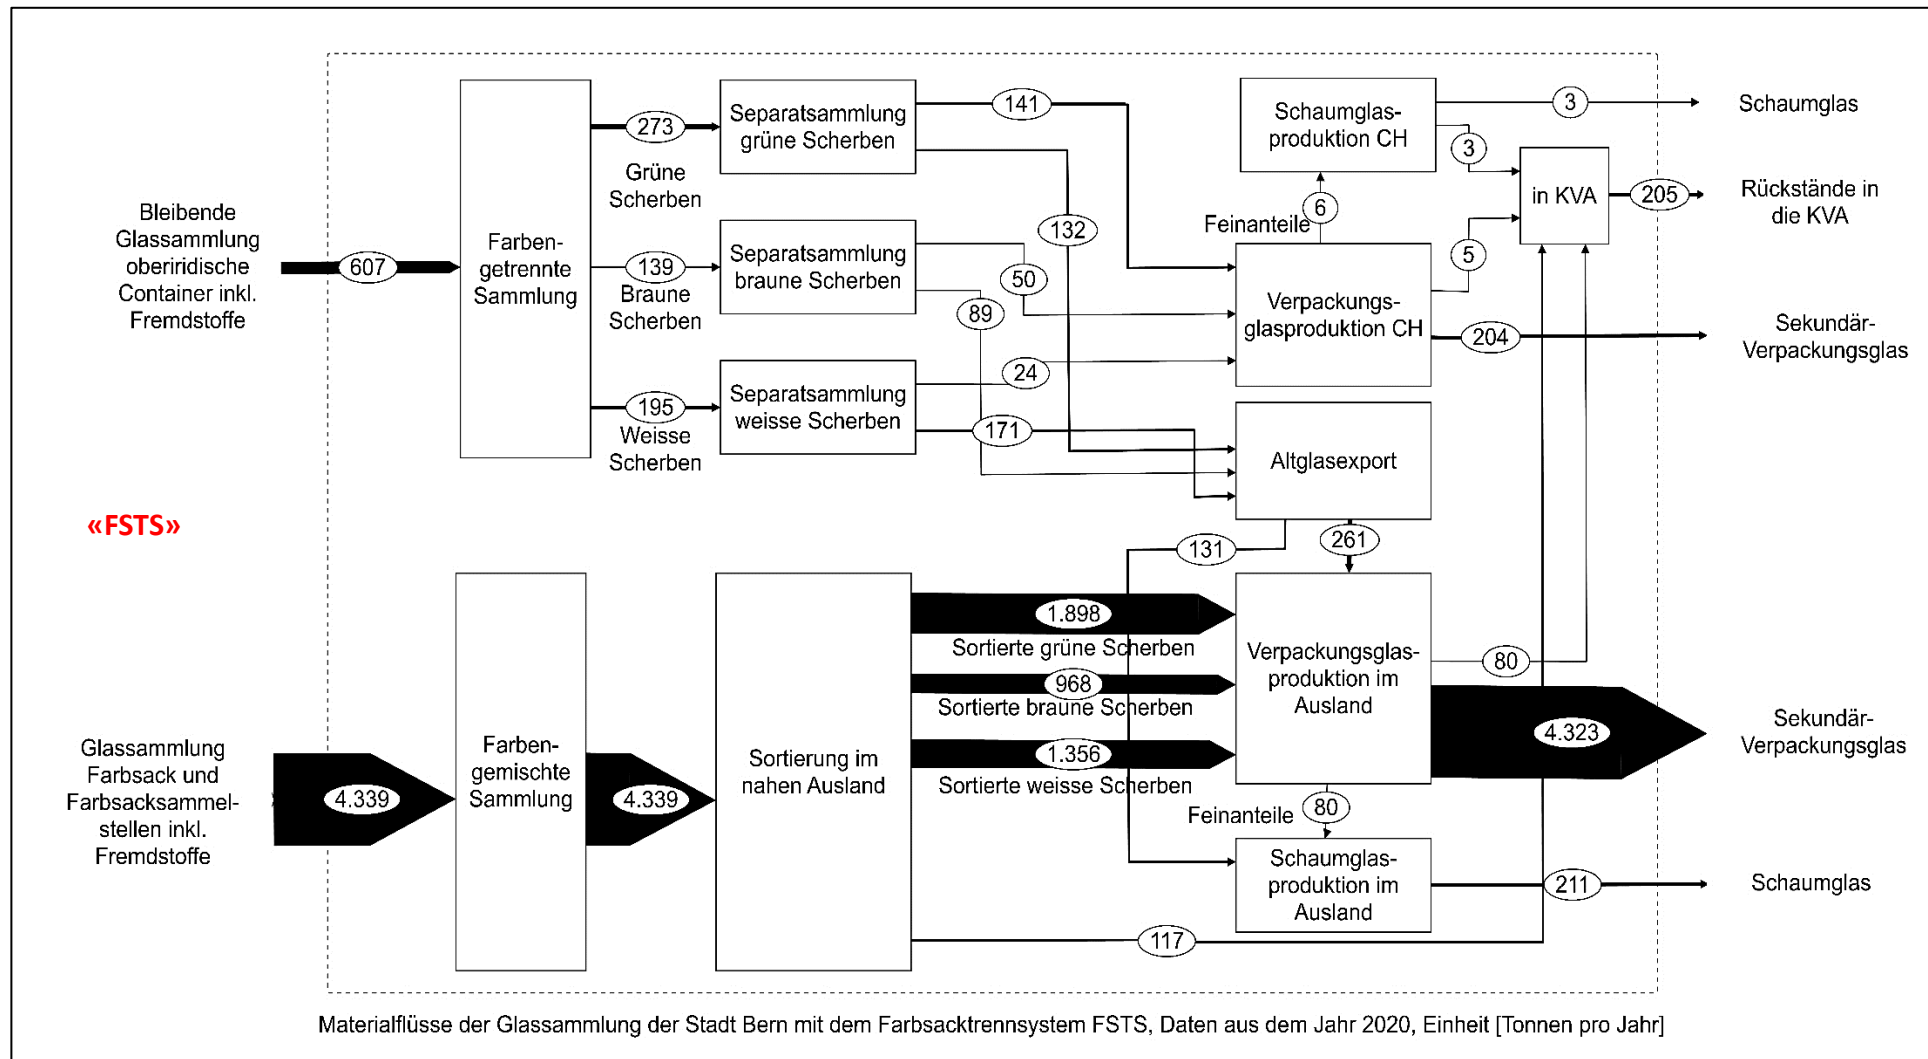 Bleibende
Glassammlung
oberiridische
Container inkl.
Fremdstoffe
607
Farben-
getrennte
Sammlung
273
Grüne
Scherben
139
Braune
Scherben
195
Weisse
Scherben
Separatsammlung
grüne Scherben
Separatsammlung
braune Scherben
Separatsammlung
weisse Scherben
141
132
50
89
24
171
Schaumglas-
produktion CH
3
3
Feinanteile
6
Verpackungs-
glasproduktion CH
5
204
in KVA
205
Schaumglas
Rückstände in
die KVA
Sekundär-
Verpackungsglas
Altglasexport
131
261
«FSTS»
Glassammlung
Farbsack und
Farbsacksammel-
stellen inkl.
Fremdstoffe
4.339
Farben-
gemischte
Sammlung
4.339
Sortierung im
nahen Ausland
1.898
Sortierte grüne Scherben
968
Sortierte braune Scherben
1.356
Sortierte weisse Scherben
Verpackungsglas-
produktion im
Ausland
80
4.323
Sekundär-
Verpackungsglas
Feinanteile
80
Schaumglas-
produktion im
Ausland
211
Schaumglas
117
Materialflüsse der Glassammlung der Stadt Bern mit dem Farbsacktrennsystem FSTS, Daten aus dem Jahr 2020, Einheit [Tonnen pro Jahr]